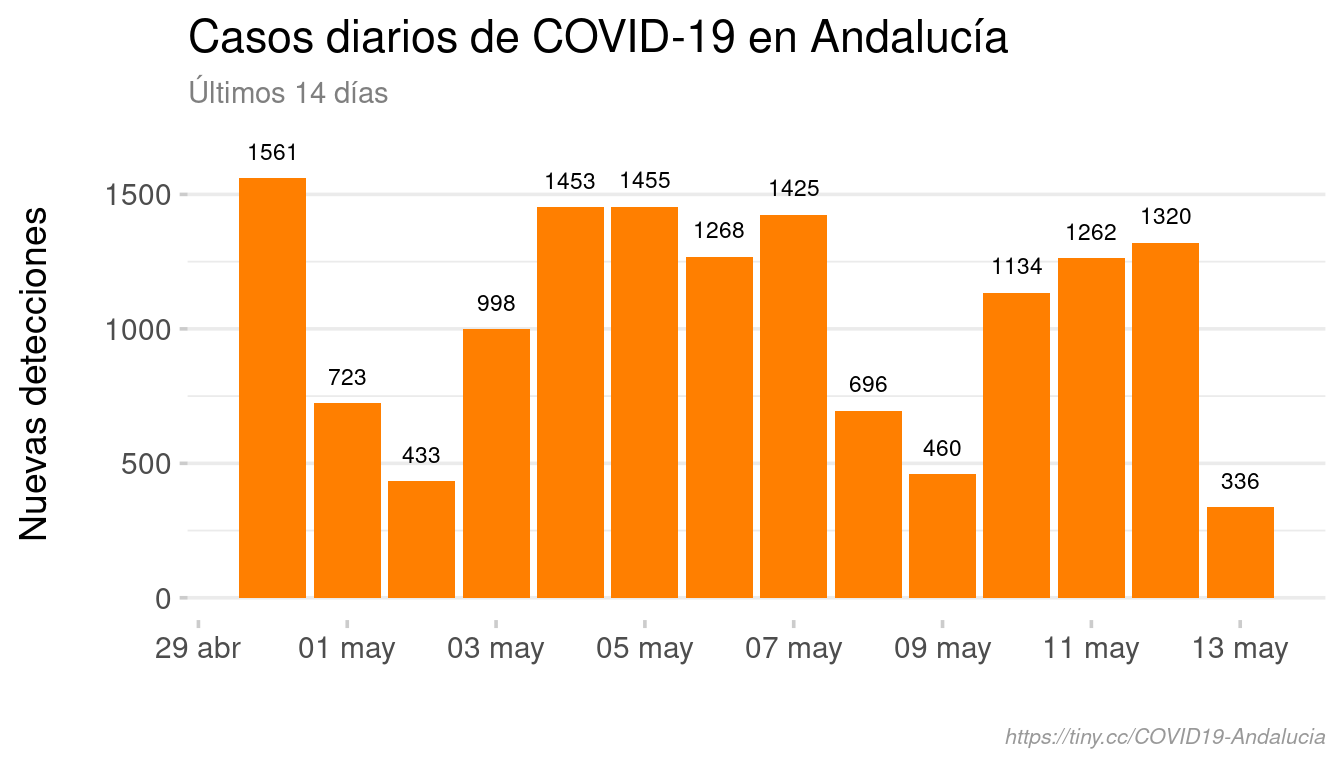 Casos diarios de COVID-19 en Andalucía
Últimos 14 días
Nuevas detecciones
1500
1000
500
0
1561
723
433
998
1453
1455
1268
1425
696
460
1134
1262
1320
336
29 abr
01 may
03 may
05 may
07 may
09 may
11 may
13 may
https://tiny.cc/COVID19-Andalucia